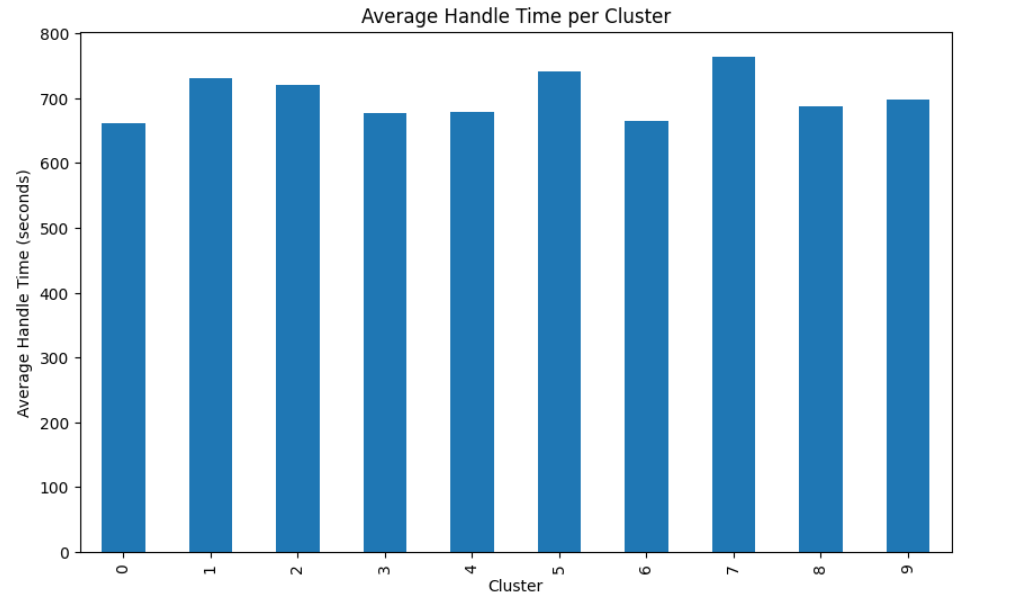 Average Handle Time per Cluster
800
700
600
500
400
300
200
100
0
Average Handle Time (seconds)
0 1 2 3 4 5 6 7 8 9
Cluster